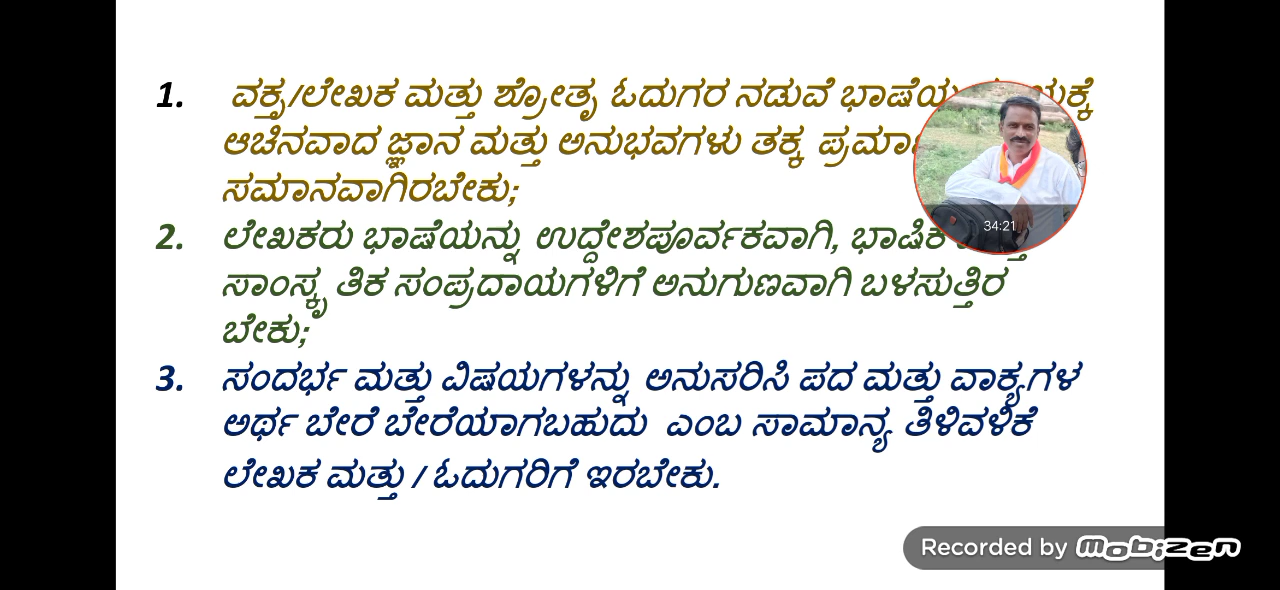 1. ವಕ್ತೃ/ಲೇಖಕ ಮತ್ತು ಶ್ರೋತೃ ಓದುಗರ ನಡುವೆ ಭಾಷೆಯ
ಆಚಿನವಾದ ಜ್ಞಾನ ಮತ್ತು ಅನುಭವಗಳು ತಕ್ಕ
ಸಮಾನವಾಗಿರಬೇಕು;
34:21
2. ಲೇಖಕರು ಭಾಷೆಯನ್ನು ಉದ್ದೇಶಪೂರ್ವಕವಾಗಿ, ಭಾಷಿಕ
ಸಾಂಸ್ಕೃ ತಿಕ ಸಂಪ್ರದಾಯಗಳಿಗೆ ಅನುಗುಣವಾಗಿ ಬಳಸುತ್ತಿರ
ಬೇಕು;
3. ಸಂದರ್ಭ ಮತ್ತು ವಿಷಯಗಳನ್ನು ಅನುಸರಿಸಿ ಪದ ಮತ್ತು ವಾಕ್ಯಗಳ
ಅರ್ಥ ಬೇರೆ ಬೇರೆಯಾಗಬಹುದು ಎಂಬ ಸಾಮಾನ್ಯ ತಿಳಿವಳಿಕೆ
ಲೇಖಕ ಮತ್ತು / ಓದುಗರಿಗೆ ಇರಬೇಕು.
Recorded by mobizen